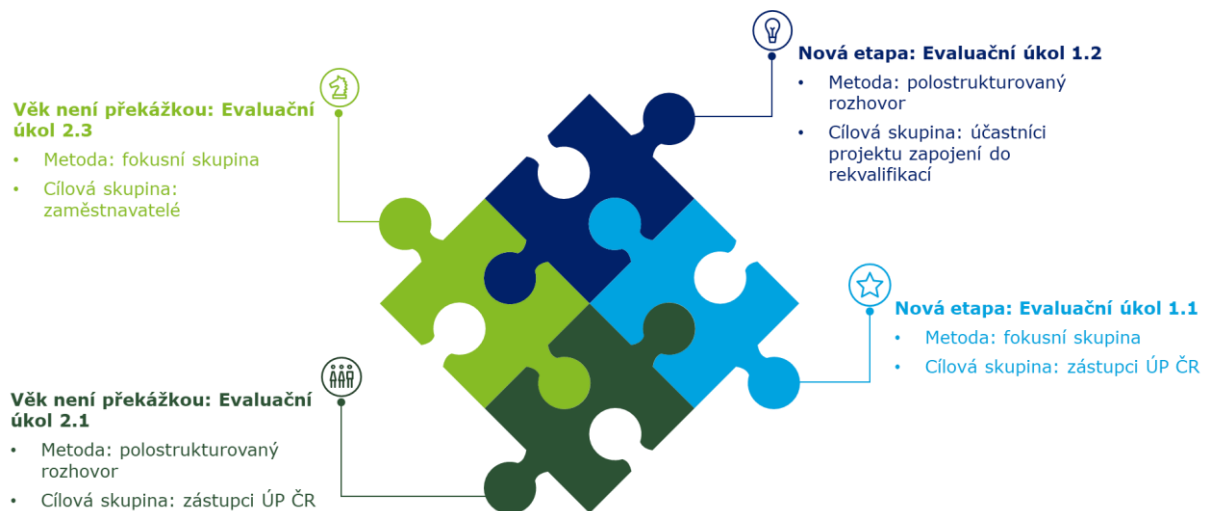 Nová etapa: Evaluační úkol 1.2
• Metoda: polostrukturovaný
rozhovor
• Cílová skupina: účastníci
projektu zapojení do
rekvalifikací
Věk není překážkou: Evaluační
úkol 2.3
• Metoda: fokusní skupina
• Cílová skupina:
zaměstnavatelé
Nová etapa: Evaluační úkol 1.1
• Metoda: fokusní skupina
• Cílová skupina: zástupci ÚP ČR
Věk není překážkou: Evaluační
úkol 2.1
• Metoda: polostrukturovaný
rozhovor
• Cílová skupina: zástupci ÚP ČR